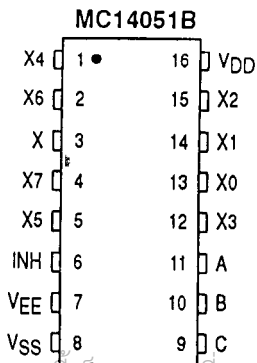 MC14051B
X4 1 16 VDD
X6 2 15 X2
X 3 14 X1
X7 4 13 X0
X5 5 12 X3
INH 6 11 A
VEE 7 10 B
VSS 8 9 C